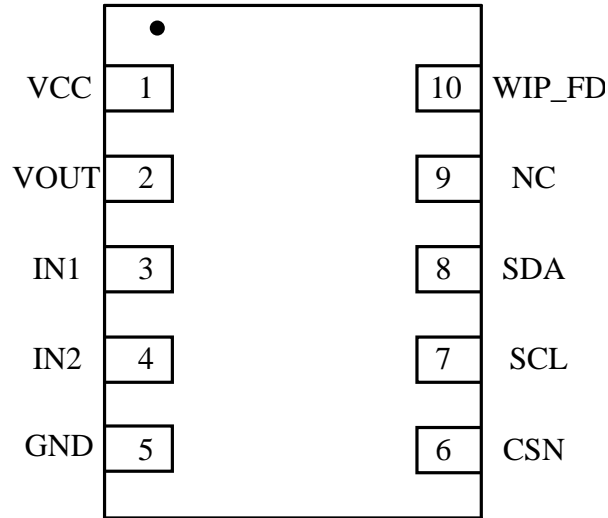 VCC 1 10 WIP_FD
VOUT 2 9 NC
IN1 3 8 SDA
IN2 4 7 SCL
GND 5 6 CSN